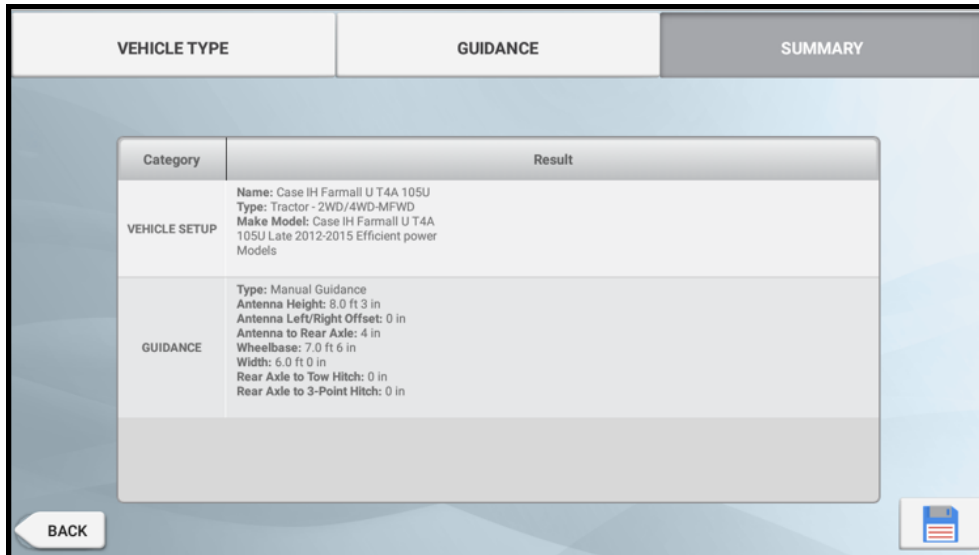 VEHICLE TYPE
GUIDANCE
SUMMARY
Category
Result
VEHICLE SETUP
Name: Case IH Farmall U T4A 105U
Type: Tractor - 2WD/4WD-MFWD
Make Model: Case IH Farmall U T4A
105U Late 2012-2015 Efficient power
Models
GUIDANCE
Type: Manual Guidance
Antenna Height: 8.0 ft 3 in
Antenna Left/Right Offset: 0 in
Antenna to Rear Axle: 4 in
Wheelbase: 7.0 ft 6 in
Width: 6.0 ft 0 in
Rear Axle to Tow Hitch: 0 in
Rear Axle to 3-Point Hitch: 0 in
BACK